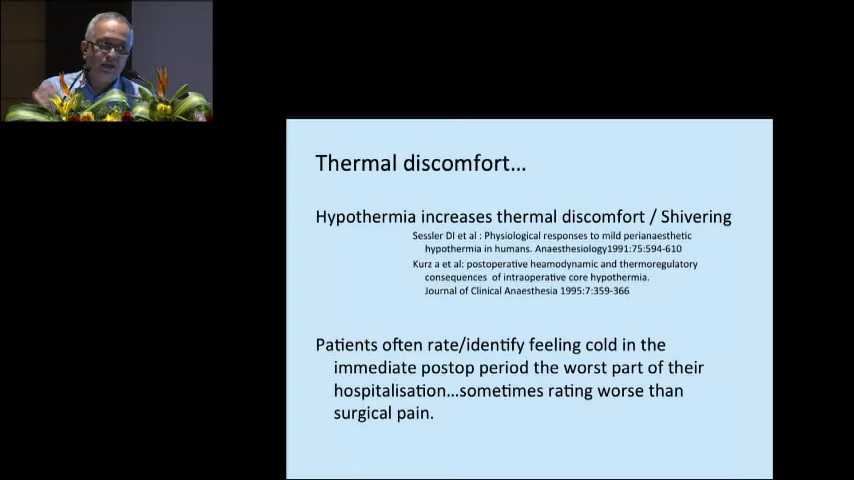 Thermal discomfort...
Hypothermia increases thermal discomfort / Shivering
Sessler DI et al : Physiological responses to mild perianaesthetic
hypothermia in humans. Anaesthesiology1991:75:594-610
Kurz a et al: postoperative heamodynamic and thermoregulatory
consequences of intraoperative core hypothermia.
Journal of Clinical Anaesthesia 1995:7:359-366
Patients often rate/identify feeling cold in the
immediate postop period the worst part of their
hospitalisation...sometimes rating worse than
surgical pain.